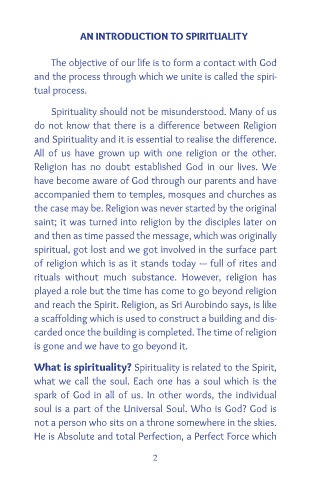 AN INTRODUCTION TO SPIRITUALITY
The objective of our life is to form a contact with God
and the process through which we unite is called the spiri-
tual process.
Spirituality should not be misunderstood. Many of us
do not know that there is a difference between Religion
and Spirituality and it is essential to realise the difference.
All of us have grown up with one religion or the other.
Religion has no doubt established God in our lives. We
have become aware of God through our parents and have
accompanied them to temples, mosques and churches as
the case may be. Religion was never started by the original
saint; it was turned into religion by the disciples later on
and then as time passed the message, which was originally
spiritual, got lost and we got involved in the surface part
of religion which is as it stands today -- full of rites and
rituals without much substance. However, religion has
played a role but the time has come to go beyond religion
and reach the Spirit. Religion, as Sri Aurobindo says, is like
a scaffolding which is used to construct a building and dis-
carded once the building is completed. The time of religion
is gone and we have to go beyond it.
What is spirituality? Spirituality is related to the Spirit,
what we call the soul. Each one has a soul which is the
spark of God in all of us. In other words, the individual
soul is a part of the Universal Soul. Who is God? God is
not a person who sits on a throne somewhere in the skies.
He is Absolute and total Perfection, a Perfect Force which
2